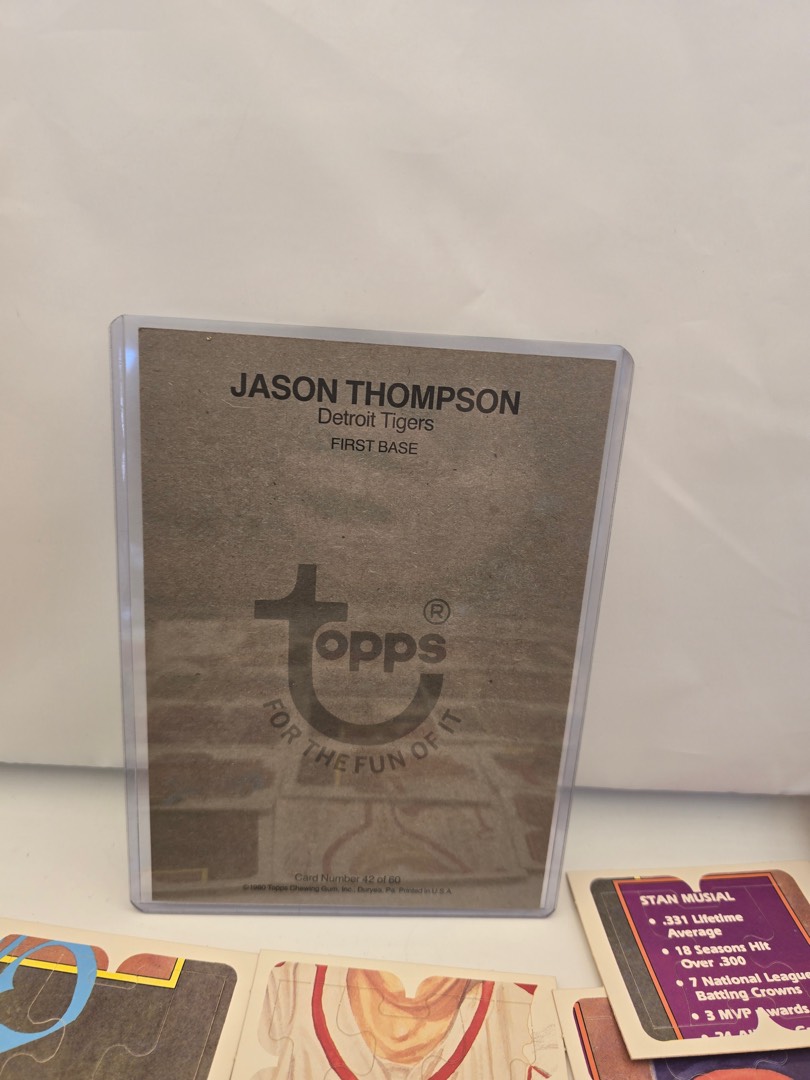 JASON THOMPSON
Detroit Tigers
FIRST BASE
topps ®
FOR THE FUN OF IT
Card Number 42 of 60
© 1980 Topps Chewing Gum, Inc., Duryea, Pa. Printed in U.S.A.
STAN MUSIAL
• .331 Lifetime
Average
• 18 Seasons Hit
Over .300
• 7 National Leagu
Batting Crowns
• 3 MVP Awards